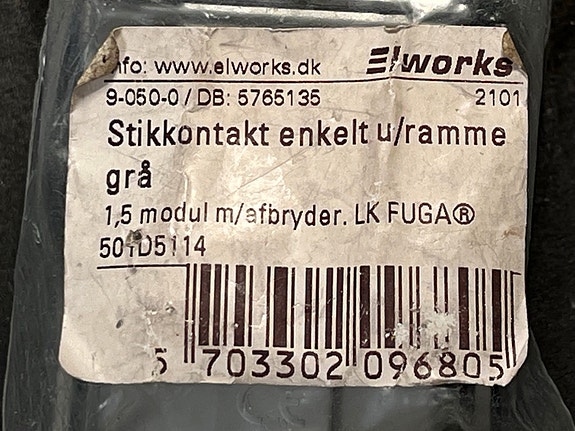 info: www.elworks.dk Elworks
9-050-0 / DB: 5765135 2101
Stikkontakt enkelt u/ramme
grå
1,5 modul m/afbryder. LK FUGA®
501D5114
5 703302 096805